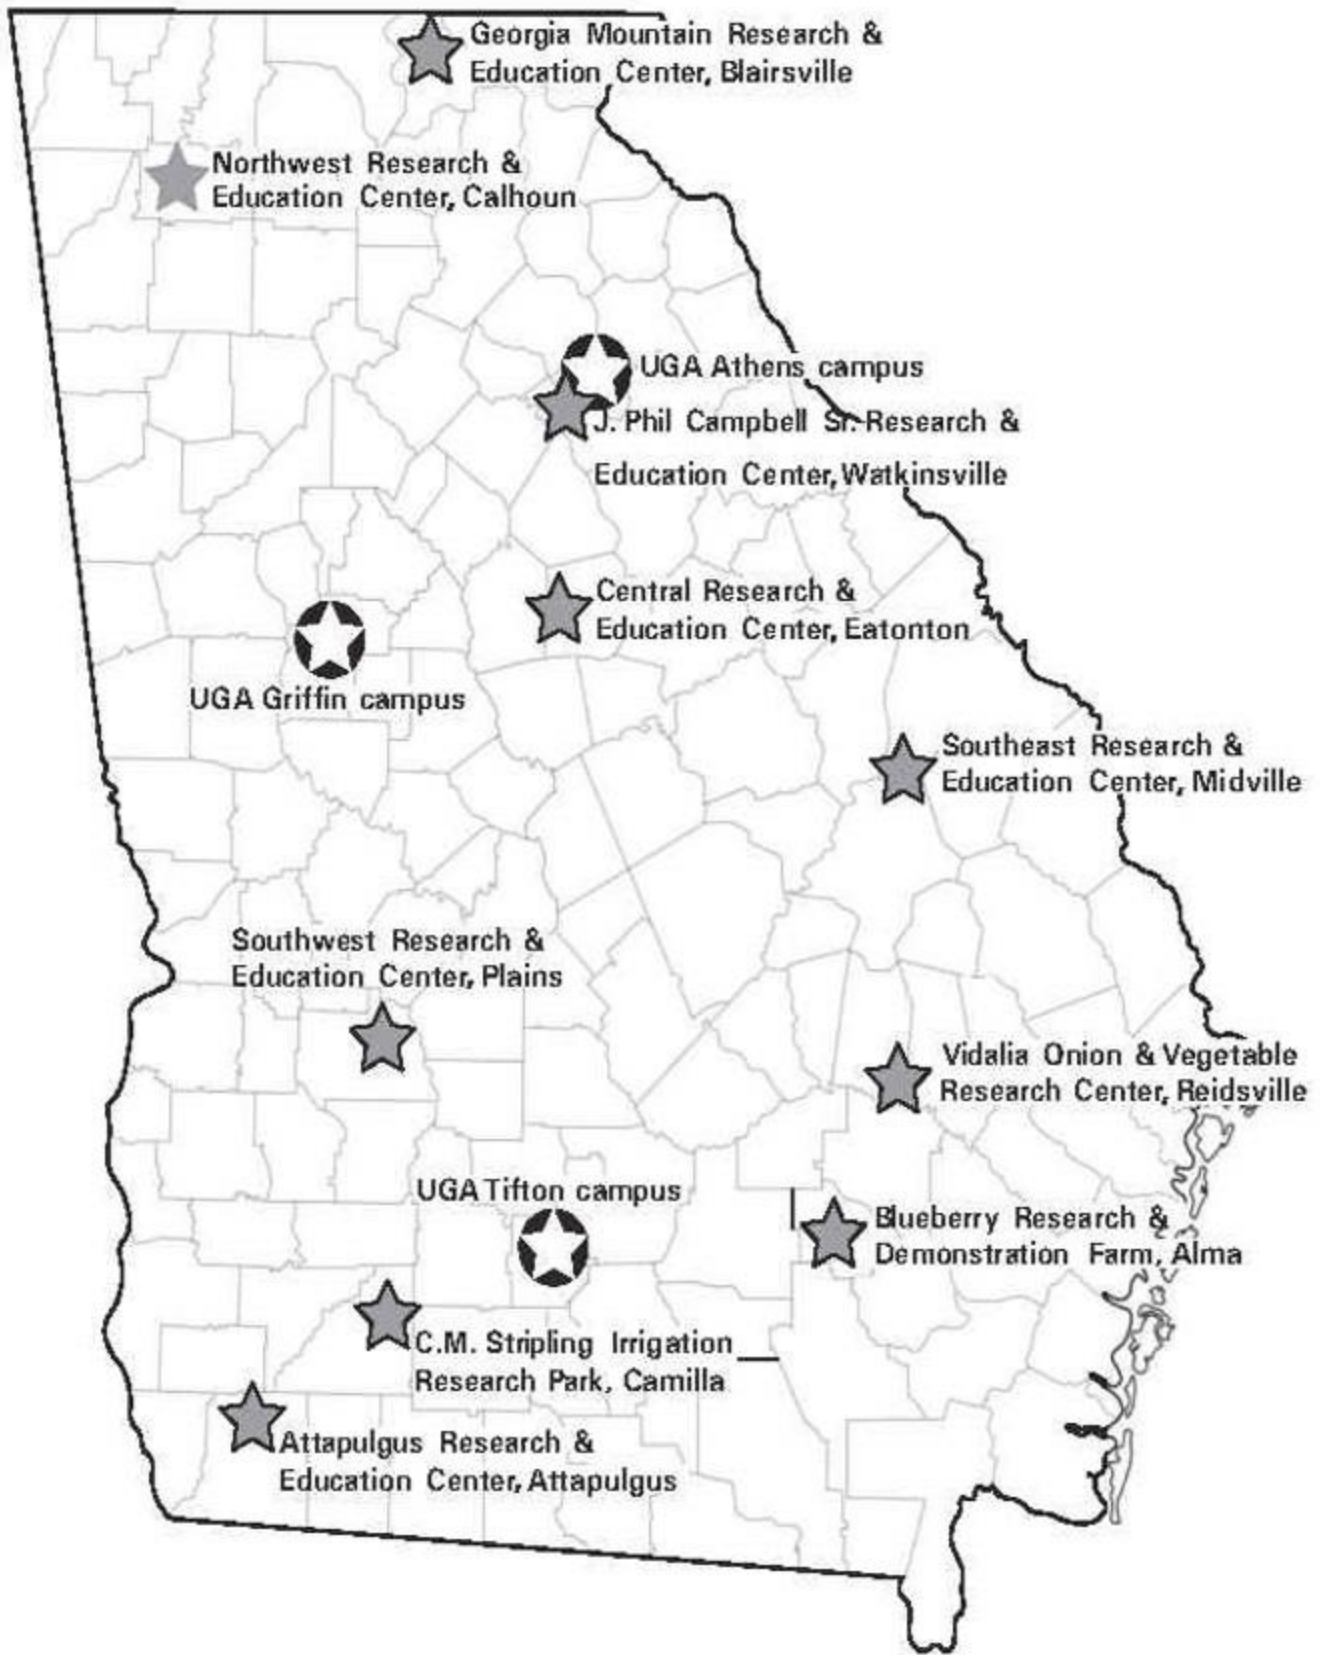 Georgia Mountain Research &
Education Center, Blairsville
Northwest Research &
Education Center, Calhoun
UGA Athens campus
J. Phil Campbell Sr. Research &
Education Center, Watkinsville
Central Research &
Education Center, Eatonton
UGA Griffin campus
Southeast Research &
Education Center, Midville
Southwest Research &
Education Center, Plains
Vidalia Onion & Vegetable
Research Center, Reidsville
UGA Tifton campus
Blueberry Research &
Demonstration Farm, Alma
C.M. Stripling Irrigation
Research Park, Camilla
Attapulgus Research &
Education Center, Attapulgus